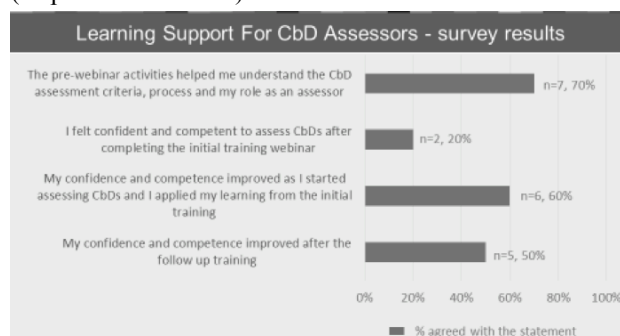 Learning Support For CbD Assessors - survey results
The pre-webinar activities helped me understand the CbD
assessment criteria, process and my role as an assessor
n=7, 70%
I felt confident and competent to assess CbDs after
completing the initial training webinar
n=2, 20%
My confidence and competence improved as I started
assessing CbDs and I applied my learning from the initial
training
n=6, 60%
My confidence and competence improved after the
follow up training
n=5, 50%
0% 20% 40% 60% 80% 100%
% agreed with the statement